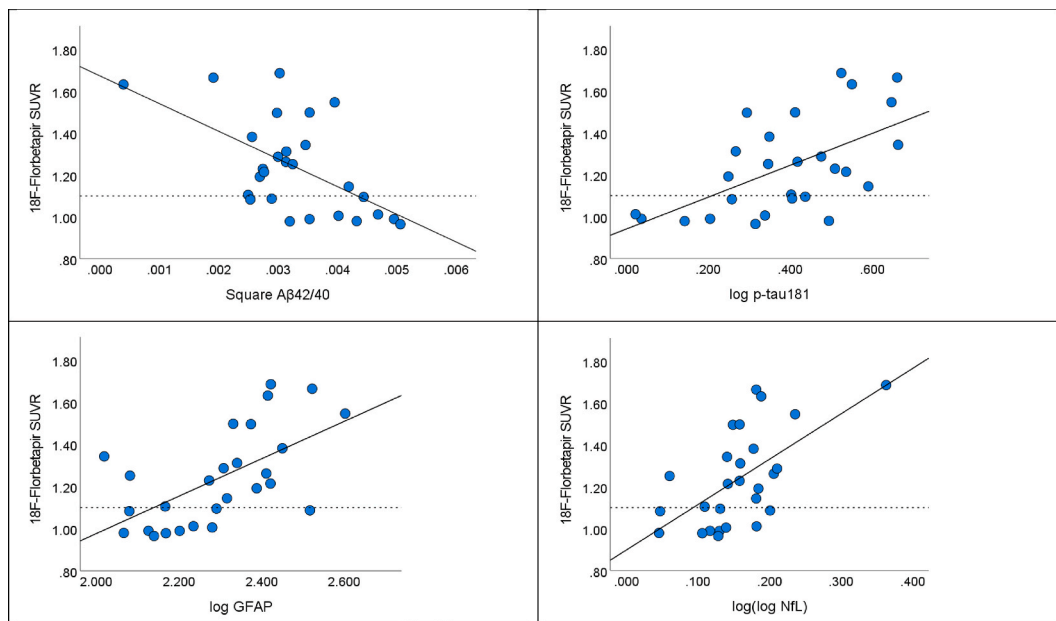 18F-Florbetapir SUVR
1.80
1.60
1.40
1.20
1.00
.80
.000 .001 .002 .003 .004 .005 .006
Square Aβ42/40
18F-Florbetapir SUVR
1.80
1.60
1.40
1.20
1.00
.80
.000 .200 .400 .600
log p-tau181
18F-Florbetapir SUVR
1.80
1.60
1.40
1.20
1.00
.80
2.000 2.200 2.400 2.600
log GFAP
18F-Florbetapir SUVR
1.80
1.60
1.40
1.20
1.00
.80
.000 .100 .200 .300 .400
log(log NfL)